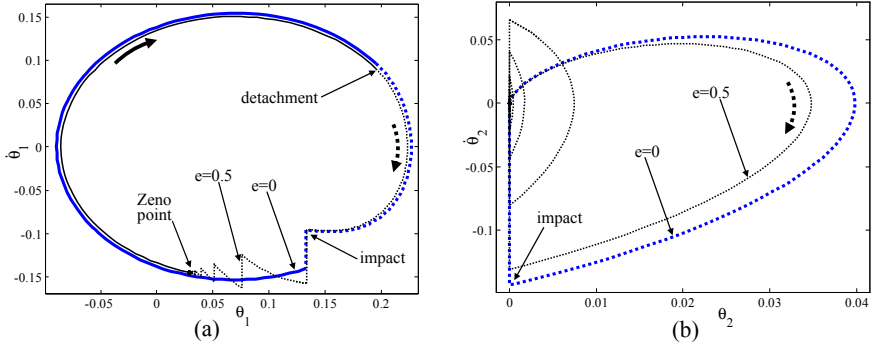 0.15
0.1
0.05
0
-0.05
-0.1
-0.15
θ̇₁
detachment
e=0.5
e=0
Zeno
point
impact
-0.05 0 0.05 0.1 0.15 0.2
θ₁
(a)
0.05
0
-0.05
-0.1
θ̇₂
e=0.5
e=0
impact
0 0.01 0.02 0.03 0.04
θ₂
(b)